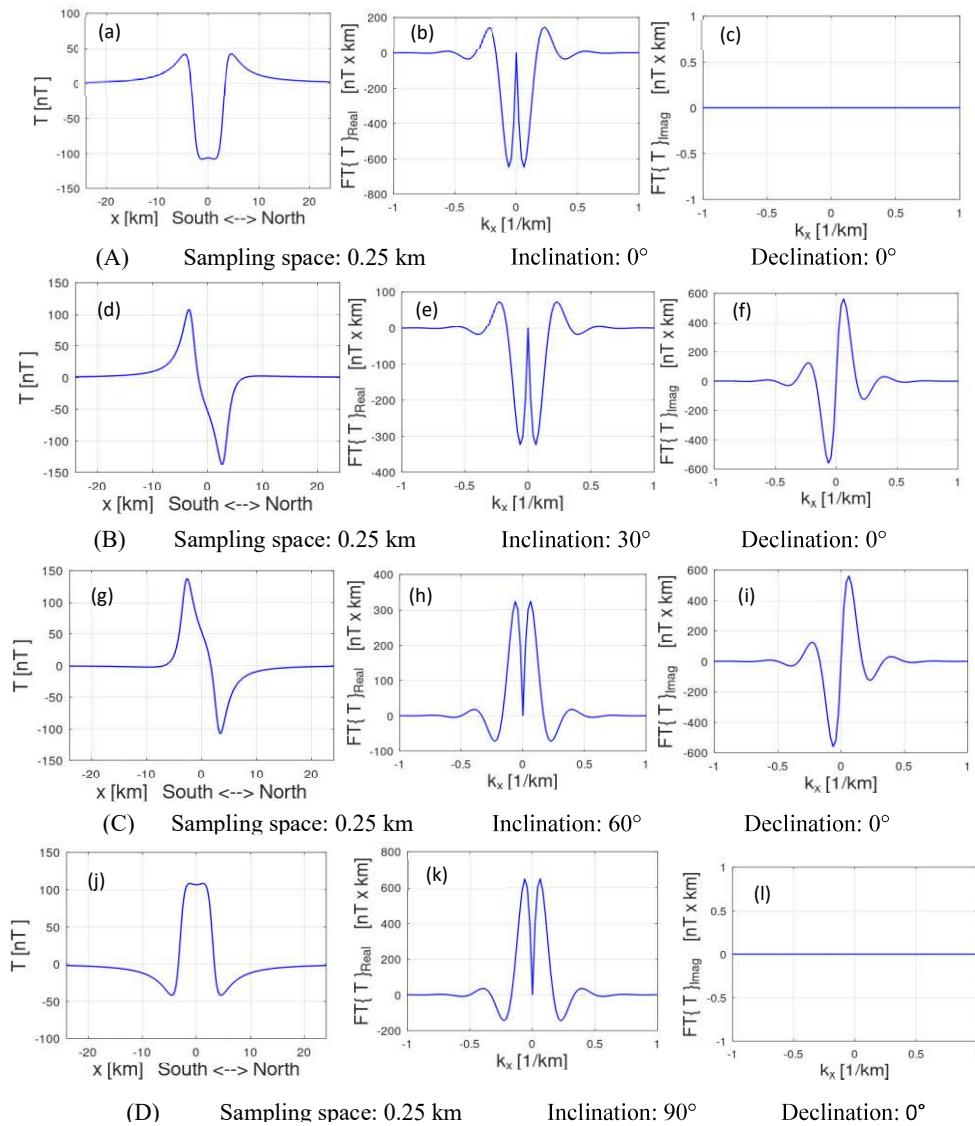 (a)
T [nT ]
100
50
0
-50
-100
-150
-20 -10 0 10 20
x [km] South <--> North
(b)
FT{ T }Real [nT x km]
200
0
-200
-400
-600
-800
-1 -0.5 0 0.5 1
kx [1/km]
(c)
FT{ T }Imag [nT x km]
1
0.5
0
-0.5
-1
-1 -0.5 0 0.5 1
kx [1/km]
(A) Sampling space: 0.25 km Inclination: 0° Declination: 0°
(d)
T [nT ]
150
100
50
0
-50
-100
-150
-20 -10 0 10 20
x [km] South <--> North
(e)
FT{ T }Real [nT x km]
100
0
-100
-200
-300
-400
-1 -0.5 0 0.5 1
kx [1/km]
(f)
FT{ T }Imag [nT x km]
600
400
200
0
-200
-400
-600
-1 -0.5 0 0.5 1
kx [1/km]
(B) Sampling space: 0.25 km Inclination: 30° Declination: 0°
(g)
T [nT ]
150
100
50
0
-50
-100
-150
-20 -10 0 10 20
x [km] South <--> North
(h)
FT{ T }Real [nT x km]
400
300
200
100
0
-100
-1 -0.5 0 0.5 1
kx [1/km]
(i)
FT{ T }Imag [nT x km]
600
400
200
0
-200
-400
-600
-1 -0.5 0 0.5 1
kx [1/km]
(C) Sampling space: 0.25 km Inclination: 60° Declination: 0°
(j)
T [nT ]
150
100
50
0
-50
-100
-20 -10 0 10 20
x [km] South <--> North
(k)
FT{ T }Real [nT x km]
800
600
400
200
0
-200
-1 -0.5 0 0.5 1
kx [1/km]
(l)
FT{ T }Imag [nT x km]
1
0.5
0
-0.5
-1
-1 -0.5 0 0.5 1
kx [1/km]
(D) Sampling space: 0.25 km Inclination: 90° Declination: 0°